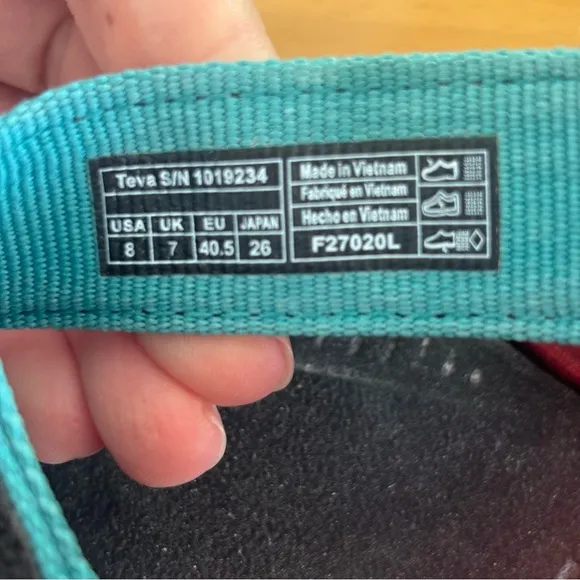 Teva S/N 1019234
USA UK EU JAPAN
8 7 40.5 26
Made in Vietnam
Fabriqué en Vietnam
Hecho en Vietnam
F27020L